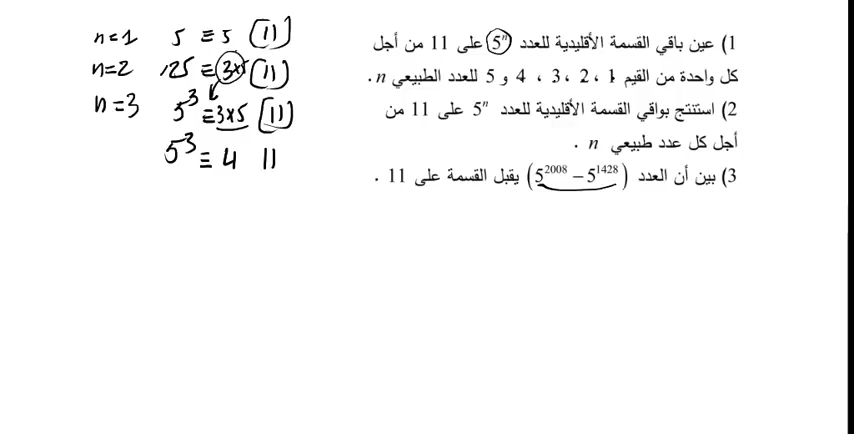 1) عين باقي القسمة الأقليدية للعدد 5ⁿ على 11 من أجل
كل واحدة من القيم 1 ، 2 ، 3 ، 4 و 5 للعدد الطبيعي n .
2) استنتج بواقي القسمة الأقليدية للعدد 5ⁿ على 11 من
أجل كل عدد طبيعي n .
3) بين أن العدد (5²⁰⁰⁸ − 5¹⁴²⁸) يقبل القسمة على 11 .
n=1 5 ≡ 5 [11]
n=2 25 ≡ 3×5 [11]
n=3 5³ ≡ 3×5 [11]
5³ ≡ 4 11